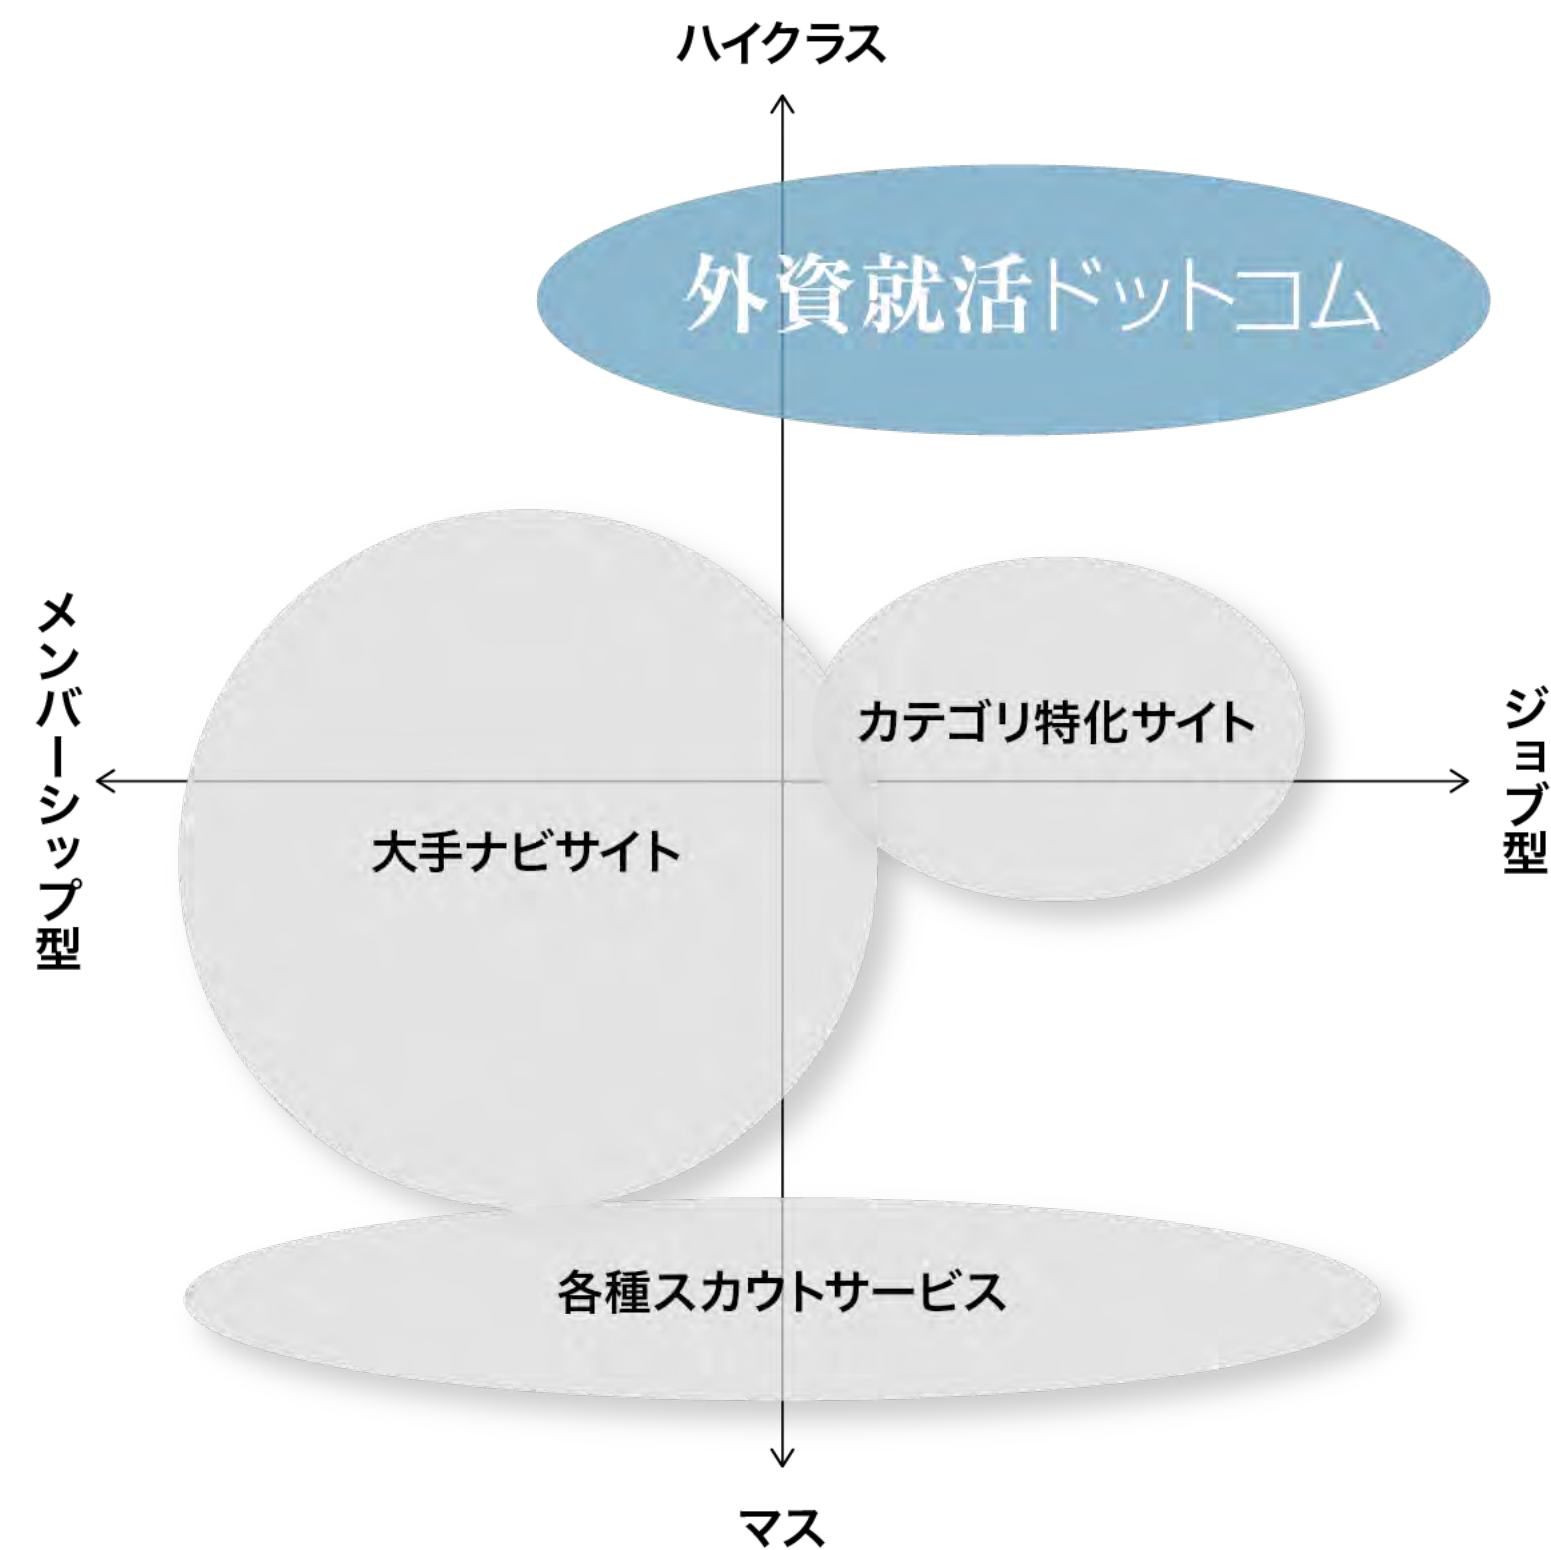 ハイクラス
外資就活ドットコム
メンバーシップ型
ジョブ型
カテゴリ特化サイト
大手ナビサイト
各種スカウトサービス
マス